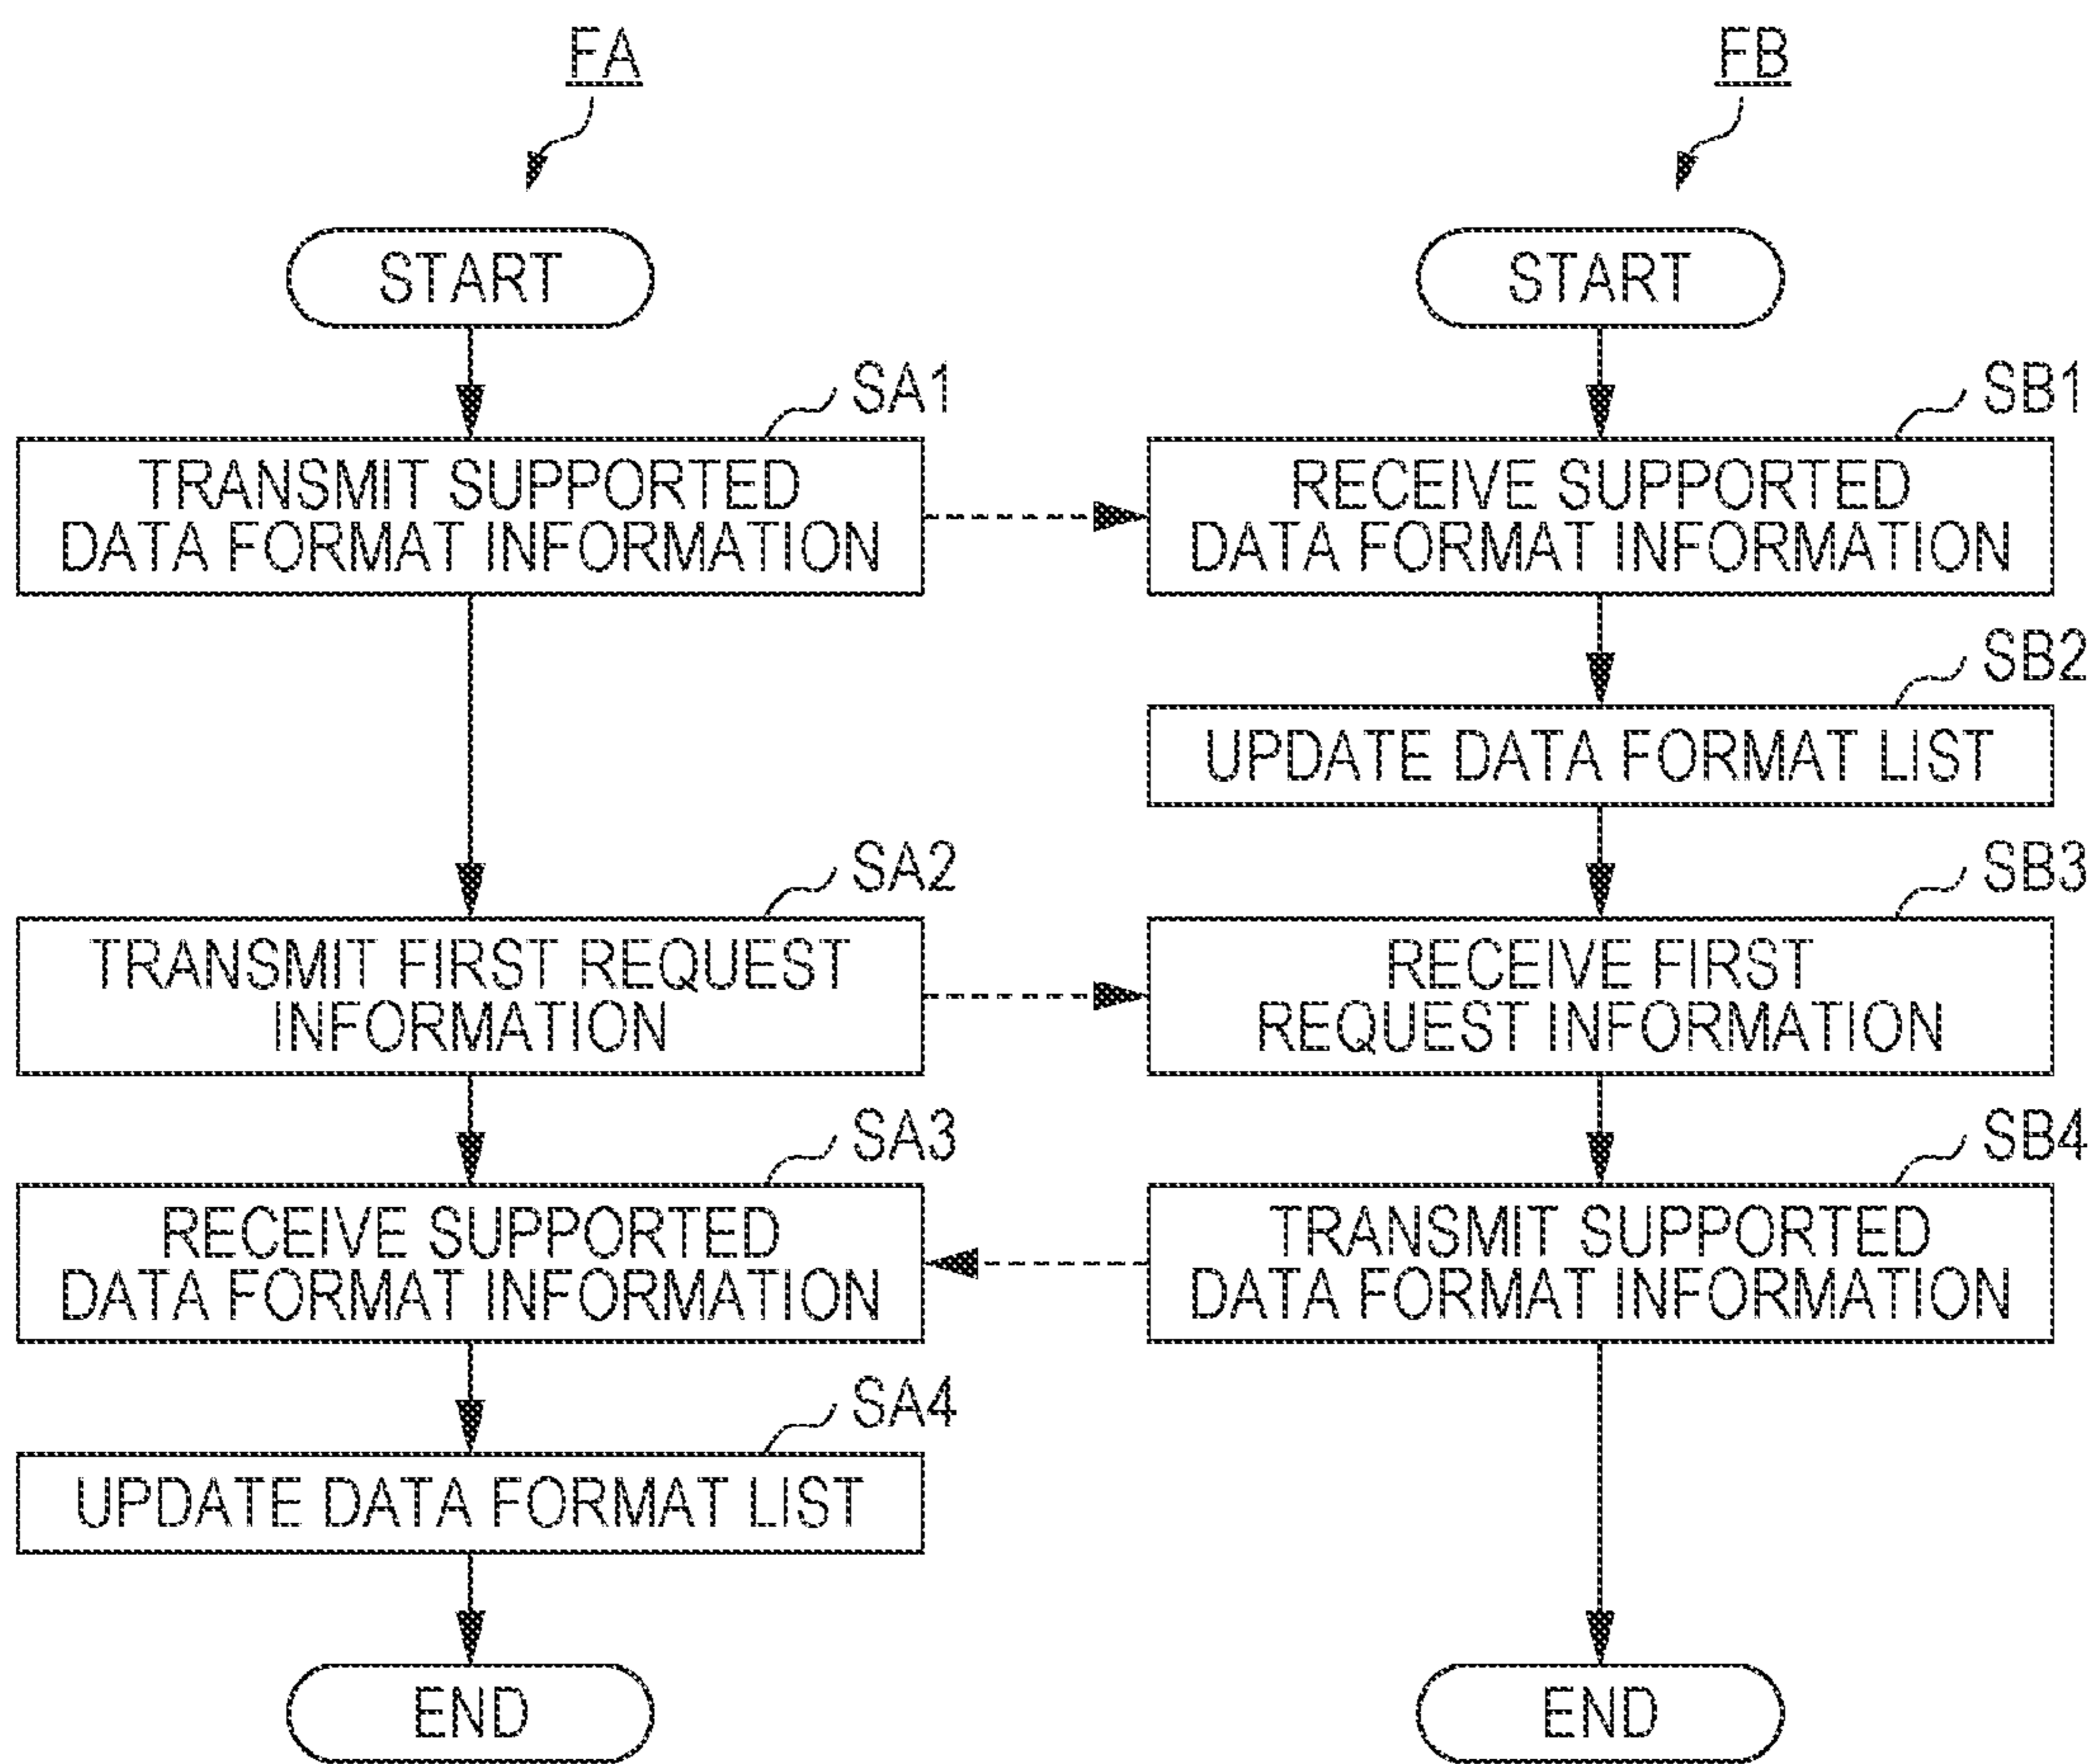 FA
FB
START
START
SA1
SB1
TRANSMIT SUPPORTED
DATA FORMAT INFORMATION
RECEIVE SUPPORTED
DATA FORMAT INFORMATION
SB2
UPDATE DATA FORMAT LIST
SA2
SB3
TRANSMIT FIRST REQUEST
INFORMATION
RECEIVE FIRST
REQUEST INFORMATION
SA3
SB4
RECEIVE SUPPORTED
DATA FORMAT INFORMATION
TRANSMIT SUPPORTED
DATA FORMAT INFORMATION
SA4
UPDATE DATA FORMAT LIST
END
END